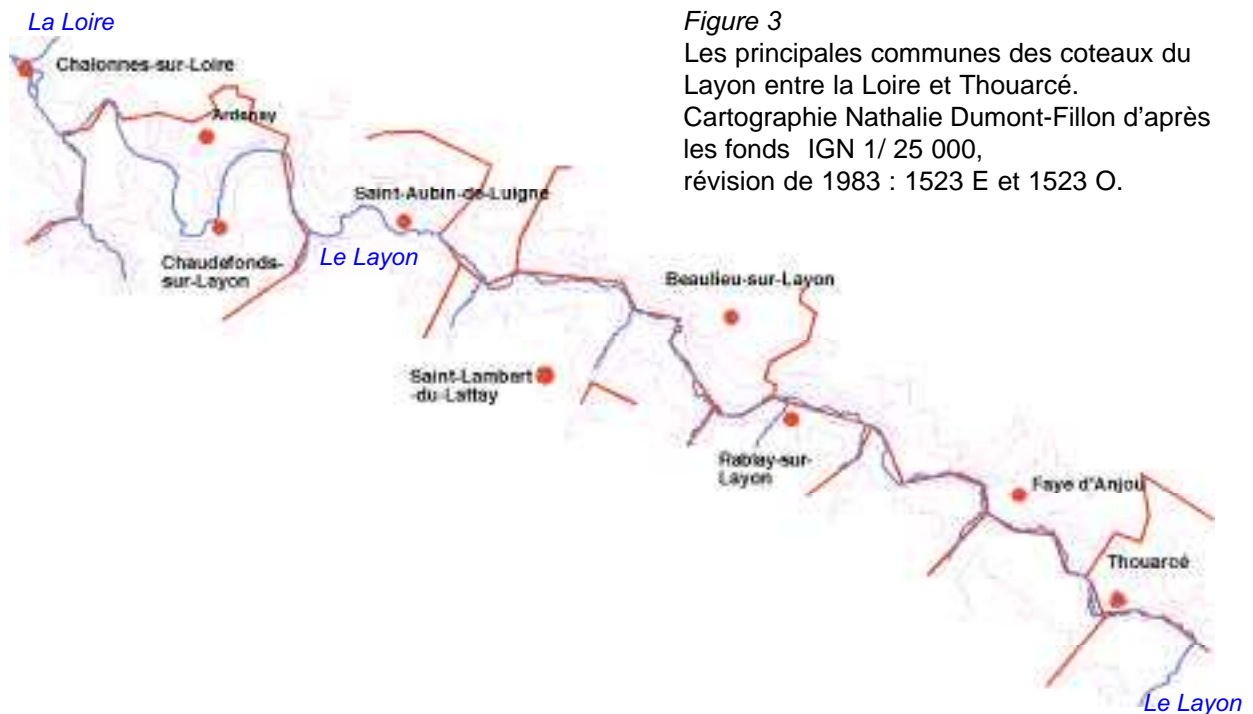 La Loire
Figure 3
Les principales communes des coteaux du
Layon entre la Loire et Thouarcé.
Cartographie Nathalie Dumont-Fillon d'après
les fonds IGN 1/ 25 000,
révision de 1983 : 1523 E et 1523 O.
Chalonnes-sur-Loire
Ardenay
Saint-Aubin-de-Luigné
Le Layon
Chaudefonds-
sur-Layon
Beaulieu-sur-Layon
Saint-Lambert
-du-Lattay
Rablay-sur-
Layon
Faye d'Anjou
Thouarcé
Le Layon